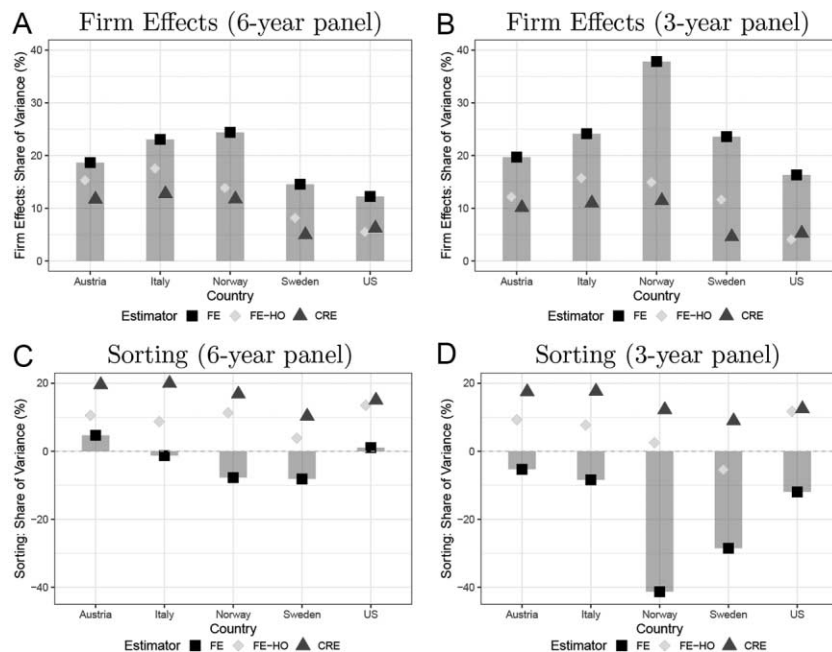 A Firm Effects (6-year panel)
Firm Effects: Share of Variance (%)
40
30
20
10
0
Austria Italy Norway Sweden US
Country
Estimator FE FE-HO CRE
B Firm Effects (3-year panel)
Firm Effects: Share of Variance (%)
40
30
20
10
0
Austria Italy Norway Sweden US
Country
Estimator FE FE-HO CRE
C Sorting (6-year panel)
Sorting: Share of Variance (%)
20
0
−20
−40
Austria Italy Norway Sweden US
Country
Estimator FE FE-HO CRE
D Sorting (3-year panel)
Sorting: Share of Variance (%)
20
0
−20
−40
Austria Italy Norway Sweden US
Country
Estimator FE FE-HO CRE